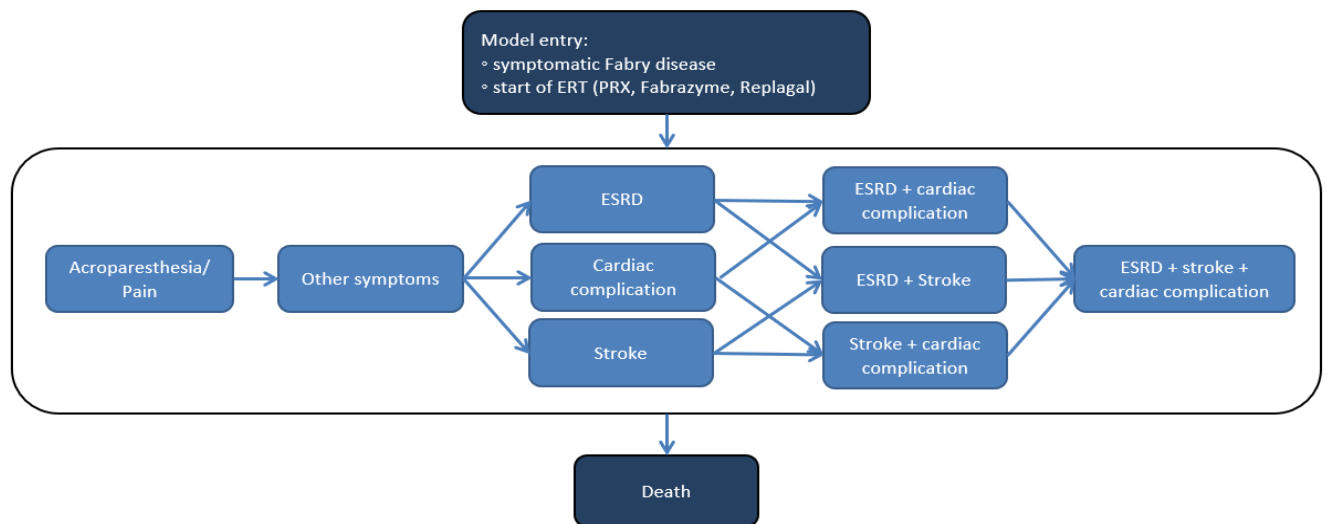 Model entry:
◦ symptomatic Fabry disease
◦ start of ERT (PRX, Fabrazyme, Replagal)
Acroparesthesia/
Pain
Other symptoms
ESRD
Cardiac
complication
Stroke
ESRD + cardiac
complication
ESRD + Stroke
Stroke + cardiac
complication
ESRD + stroke +
cardiac complication
Death